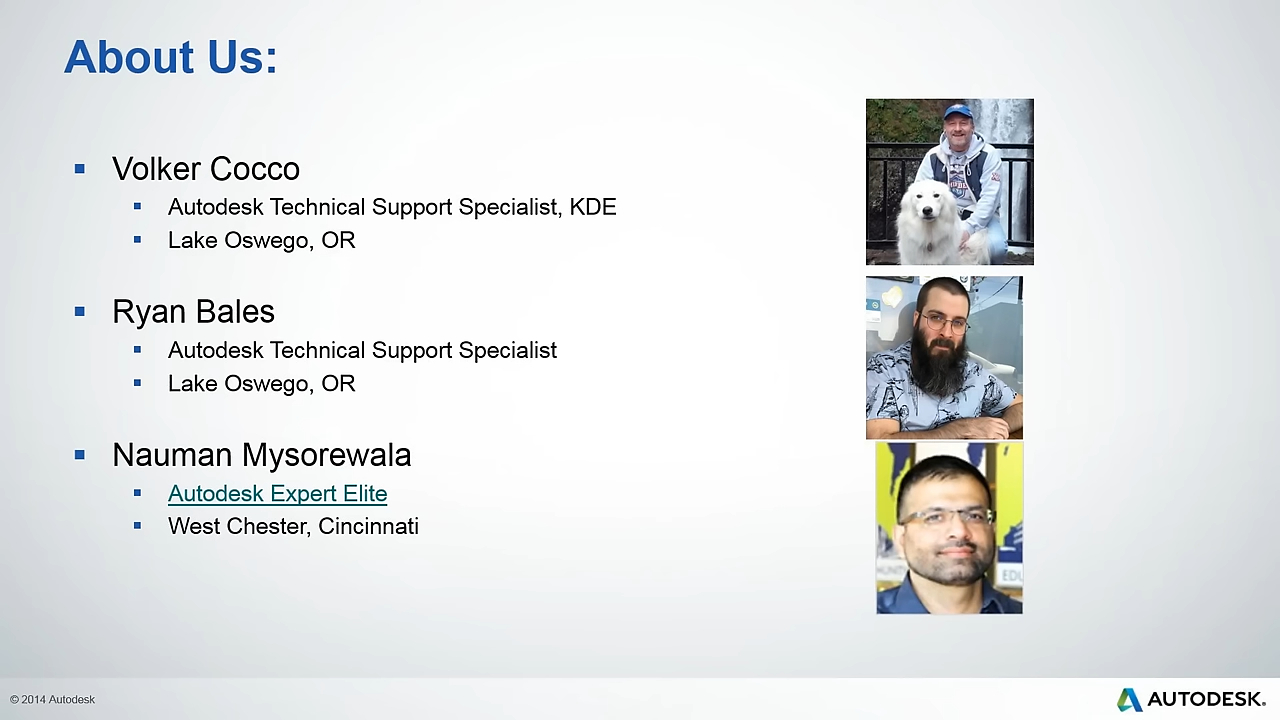 About Us:
Volker Cocco
Autodesk Technical Support Specialist, KDE
Lake Oswego, OR
Ryan Bales
Autodesk Technical Support Specialist
Lake Oswego, OR
Nauman Mysorewala
Autodesk Expert Elite
West Chester, Cincinnati
EDU
© 2014 Autodesk
AUTODESK.